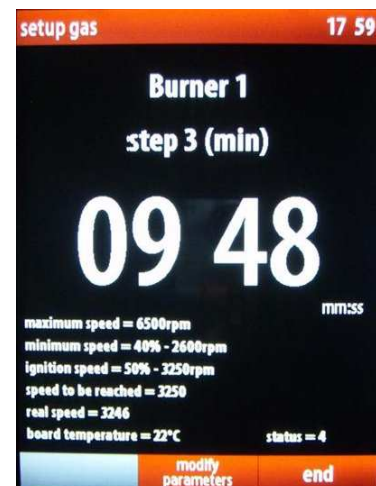 setup gas 17 59
Burner 1
step 3 (min)
09 48
mm:ss
maximum speed = 6500rpm
minimum speed = 40% - 2600rpm
ignition speed = 50% - 3250rpm
speed to be reached = 3250
real speed = 3246
board temperature = 22°C status = 4
modify
parameters
end